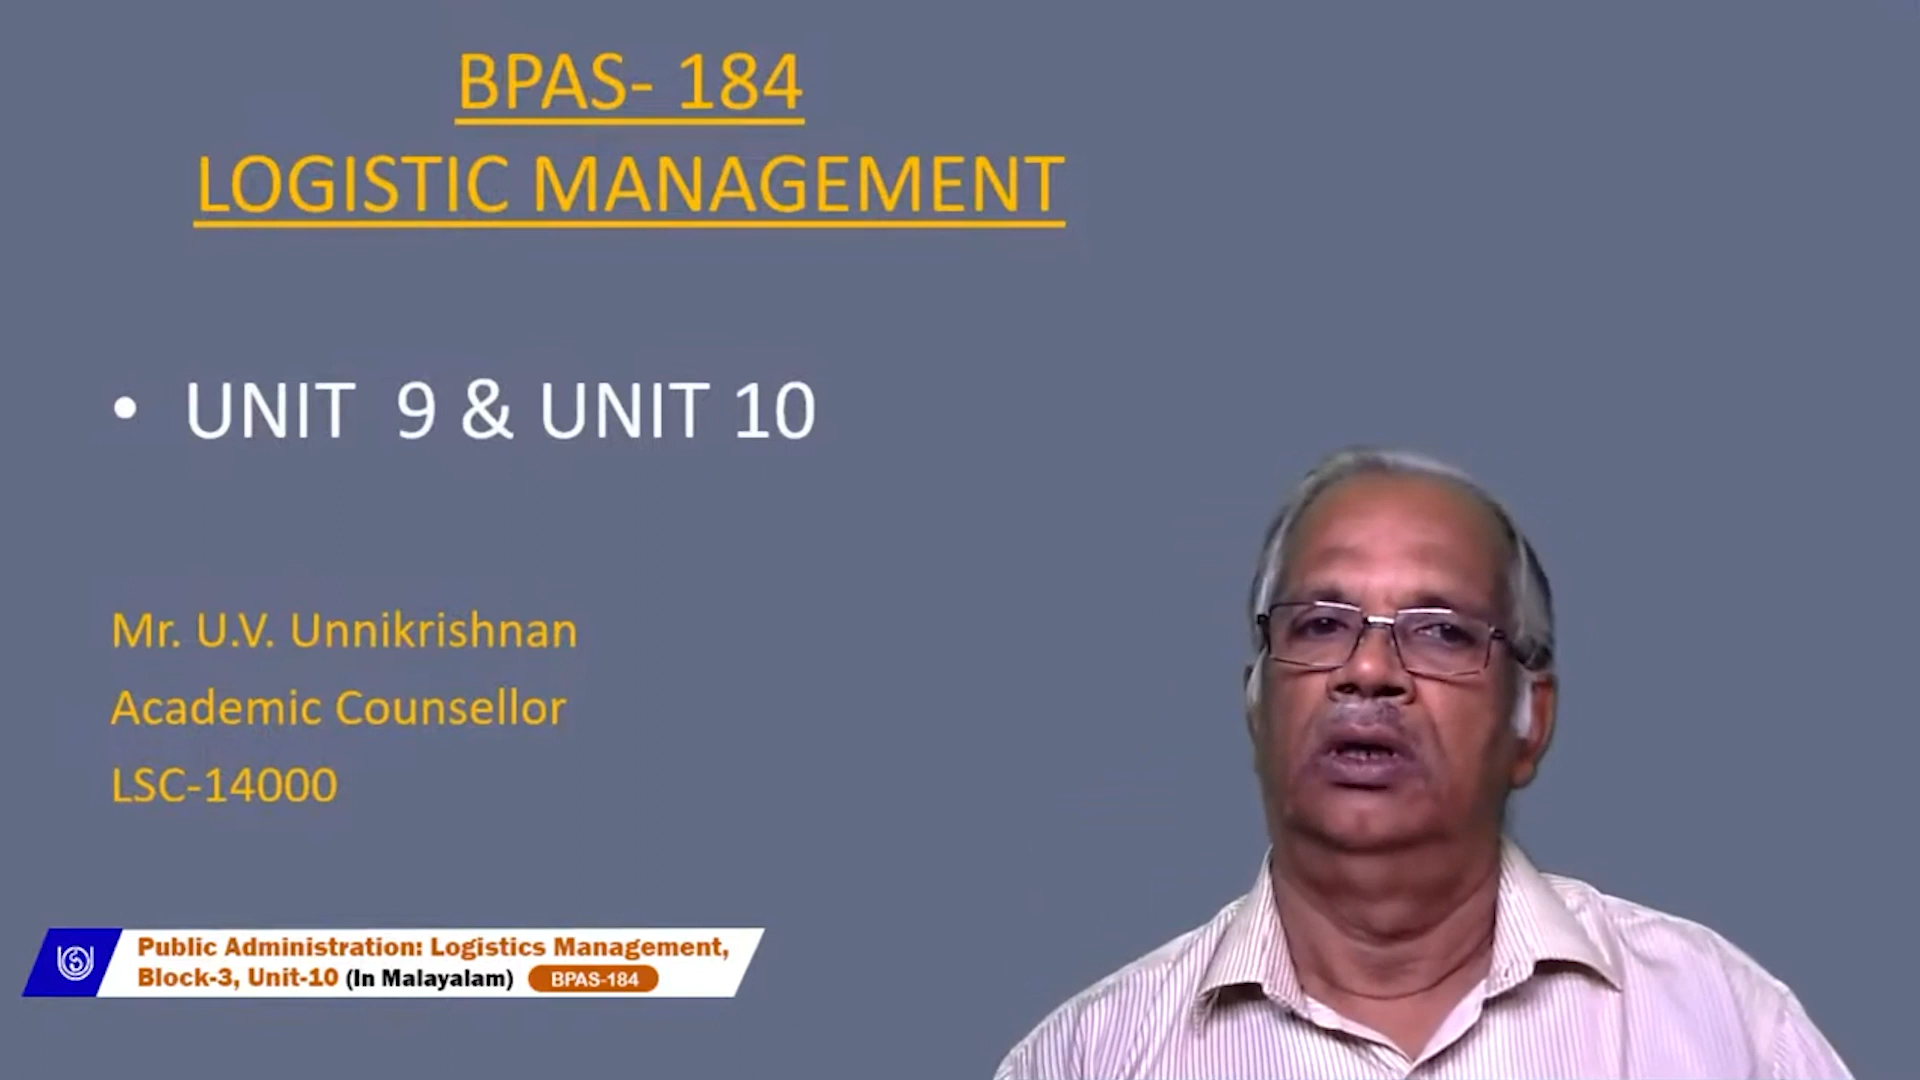 BPAS- 184
LOGISTIC MANAGEMENT
• UNIT 9 & UNIT 10
Mr. U.V. Unnikrishnan
Academic Counsellor
LSC-14000
Public Administration: Logistics Management,
Block-3, Unit-10 (In Malayalam) BPAS-184